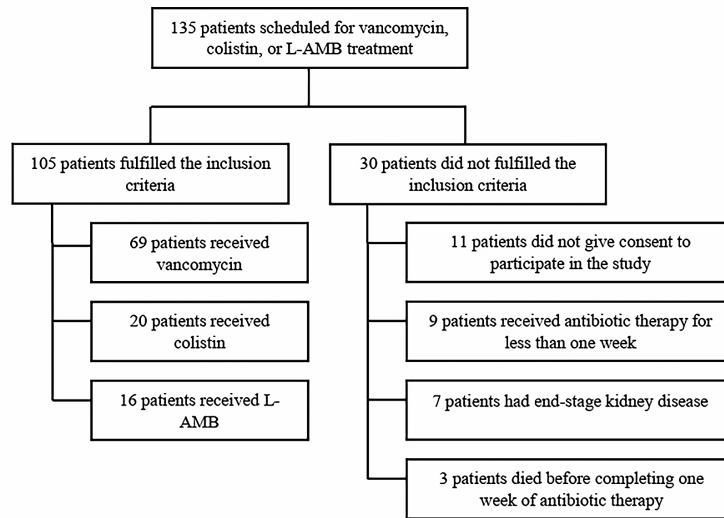 135 patients scheduled for vancomycin,
colistin, or L-AMB treatment
105 patients fulfilled the inclusion
criteria
69 patients received
vancomycin
20 patients received
colistin
16 patients received L-
AMB
30 patients did not fulfilled the
inclusion criteria
11 patients did not give consent to
participate in the study
9 patients received antibiotic therapy for
less than one week
7 patients had end-stage kidney disease
3 patients died before completing one
week of antibiotic therapy